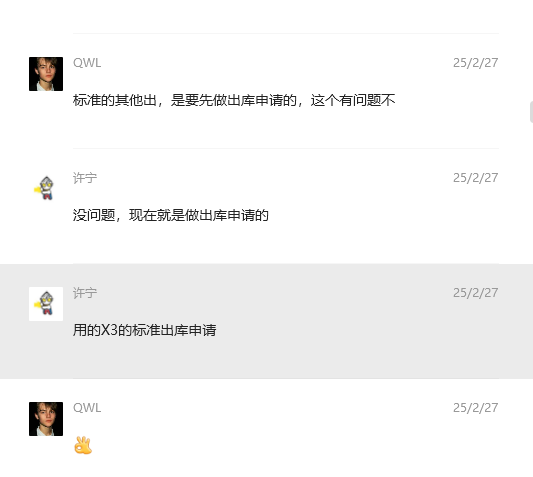 QWL
25/2/27
标准的其他出，是要先做出库申请的，这个有问题不
许宁
25/2/27
没问题，现在就是做出库申请的
许宁
25/2/27
用的X3的标准出库申请
QWL
25/2/27